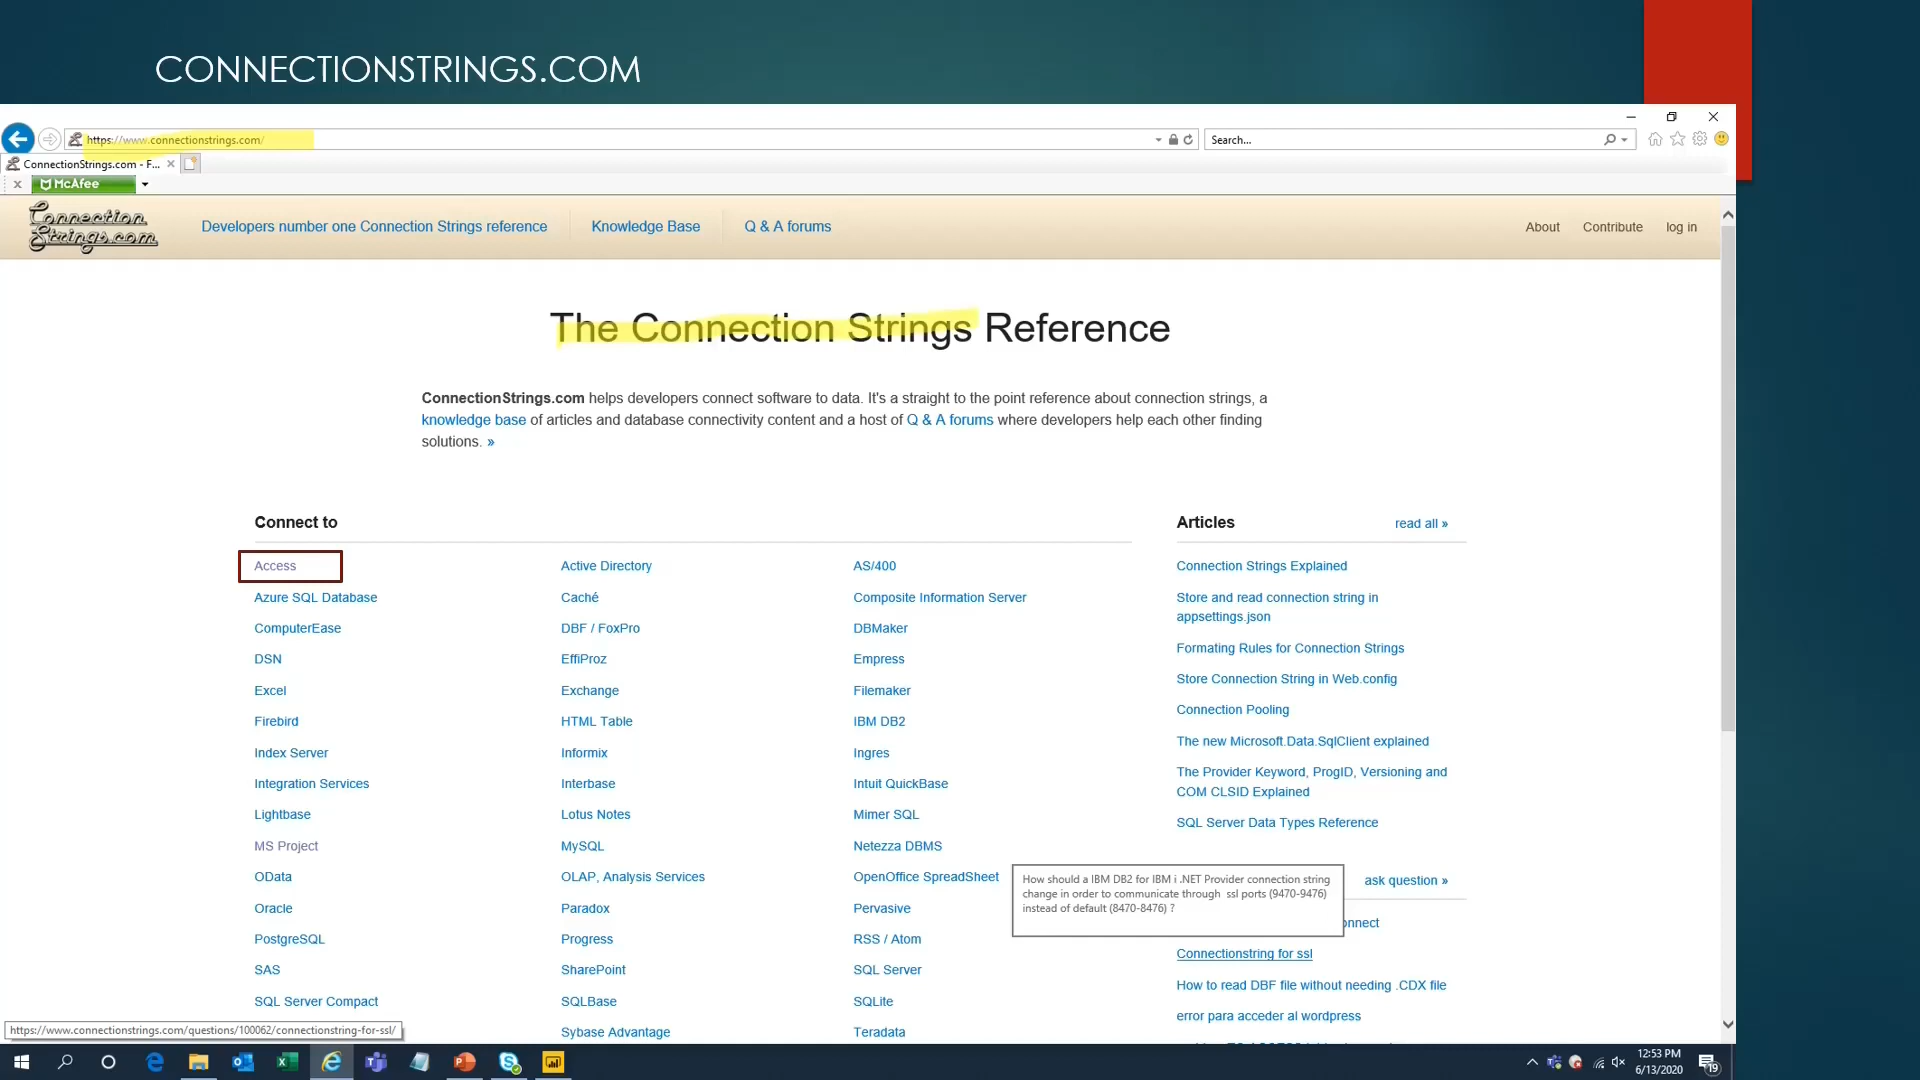 CONNECTIONSTRINGS.COM
https://www.connectionstrings.com/
Search...
ConnectionStrings.com - F...
McAfee
Connection
Strings.com
Developers number one Connection Strings reference
Knowledge Base
Q & A forums
About
Contribute
log in
The Connection Strings Reference
ConnectionStrings.com helps developers connect software to data. It's a straight to the point reference about connection strings, a
knowledge base of articles and database connectivity content and a host of Q & A forums where developers help each other finding
solutions. »
Connect to
Access
Active Directory
AS/400
Azure SQL Database
Caché
Composite Information Server
ComputerEase
DBF / FoxPro
DBMaker
DSN
EffiProz
Empress
Excel
Exchange
Filemaker
Firebird
HTML Table
IBM DB2
Index Server
Informix
Ingres
Integration Services
Interbase
Intuit QuickBase
Lightbase
Lotus Notes
Mimer SQL
MS Project
MySQL
Netezza DBMS
OData
OLAP, Analysis Services
OpenOffice SpreadSheet
Oracle
Paradox
Pervasive
PostgreSQL
Progress
RSS / Atom
SAS
SharePoint
SQL Server
SQL Server Compact
SQLBase
SQLite
Sybase Advantage
Teradata
Articles
read all »
Connection Strings Explained
Store and read connection string in
appsettings.json
Formating Rules for Connection Strings
Store Connection String in Web.config
Connection Pooling
The new Microsoft.Data.SqlClient explained
The Provider Keyword, ProgID, Versioning and
COM CLSID Explained
SQL Server Data Types Reference
How should a IBM DB2 for IBM i .NET Provider connection string
change in order to communicate through ssl ports (9470-9476)
instead of default (8470-8476) ?
ask question »
Connectionstring for ssl
How to read DBF file without needing .CDX file
error para acceder al wordpress
https://www.connectionstrings.com/questions/100062/connectionstring-for-ssl/
12:53 PM
6/13/2020
19